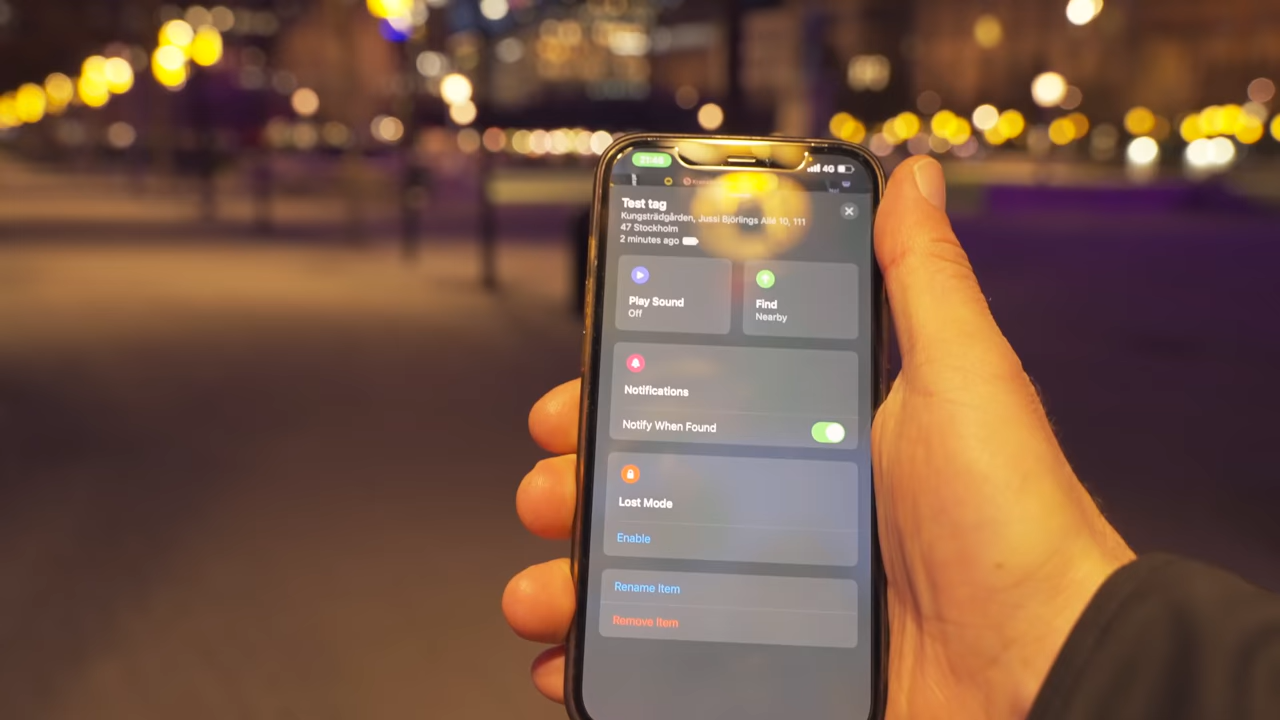 4G
Test tag
Kungsträdgården, Jussi Björlings Allé 10, 111
47 Stockholm
2 minutes ago
Play Sound
Off
Find
Nearby
Notifications
Notify When Found
Lost Mode
Enable
Rename Item
Remove Item